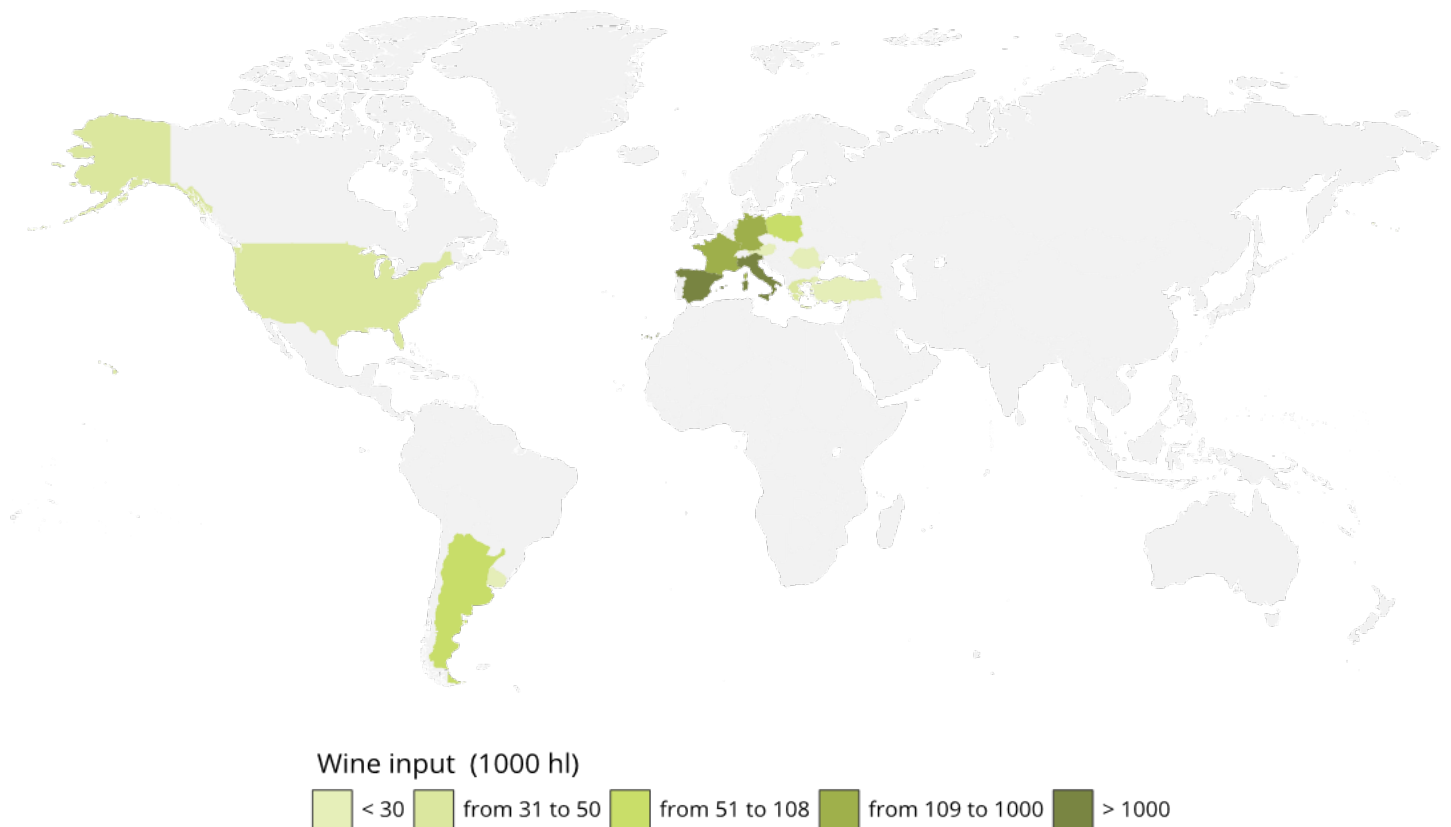 Wine input (1000 hl)
< 30 from 31 to 50 from 51 to 108 from 109 to 1000 > 1000